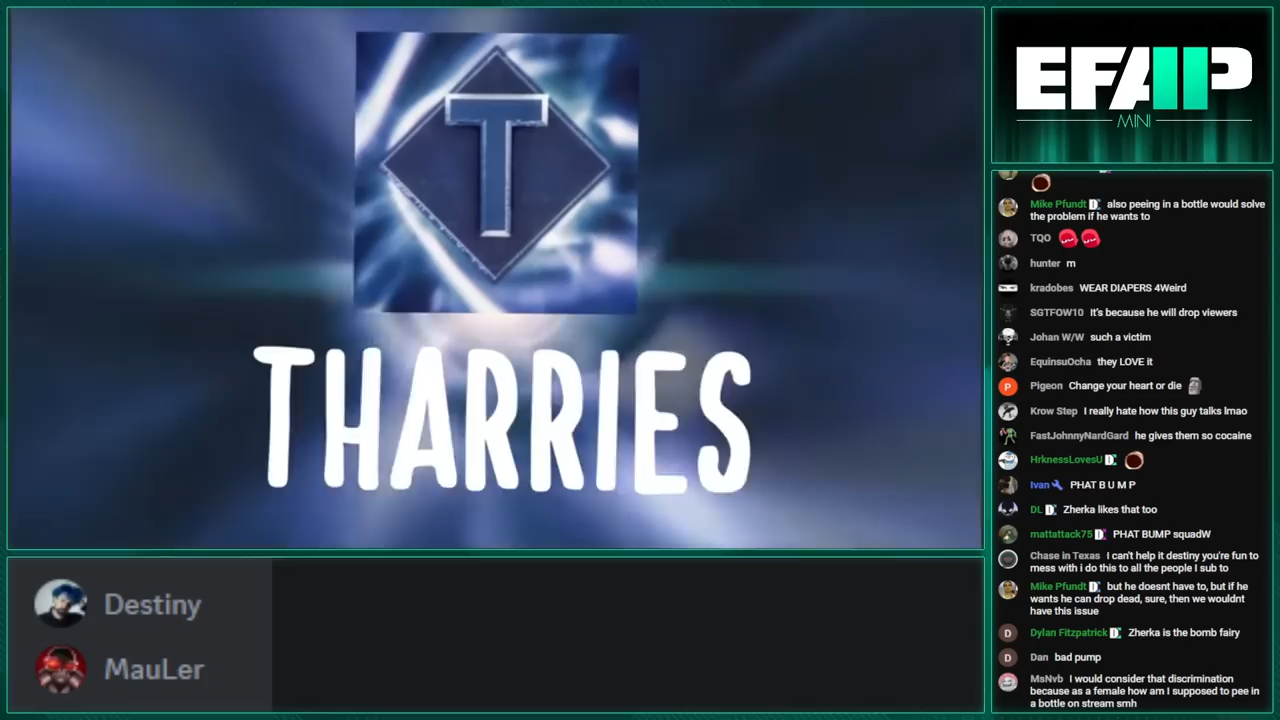 T
THARRIES
Destiny
MauLer
EFAP
MINI
Mike Pfundt also peeing in a bottle would solve
the problem if he wants to
TQO
hunter m
kradobes WEAR DIAPERS 4Weird
SGTFOW10 It's because he will drop viewers
Johan W/W such a victim
EquinsuOcha they LOVE it
P Pigeon Change your heart or die
Krow Step I really hate how this guy talks lmao
FastJohnnyNardGard he gives them so cocaine
HrknessLovesU
Ivan PHAT B U M P
DL Zherka likes that too
mattattack75 PHAT BUMP squadW
Chase in Texas I can't help it destiny you're fun to
mess with i do this to all the people I sub to
Mike Pfundt but he doesnt have to, but if he
wants he can drop dead, sure, then we wouldnt
have this issue
D Dylan Fitzpatrick Zherka is the bomb fairy
D Dan bad pump
MsNvb I would consider that discrimination
because as a female how am I supposed to pee in
a bottle on stream smh